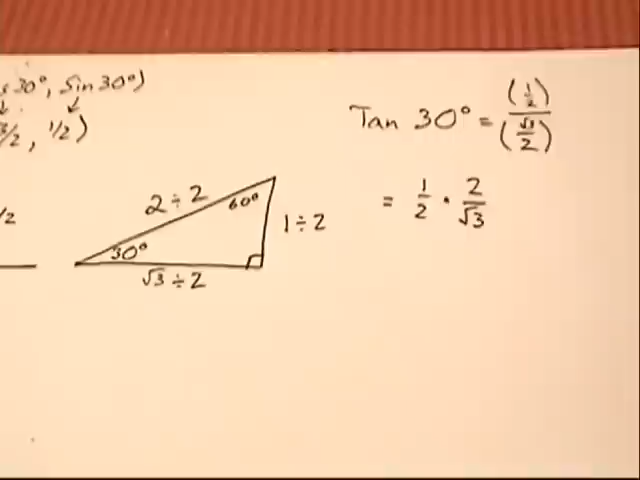 30°, Sin 30°)
↓ ↙
/2, 1/2)
/2
2 ÷ 2
60°
1 ÷ 2
30°
√3 ÷ 2
Tan 30° = (1/2)/(√3/2)
= 1/2 · 2/√3